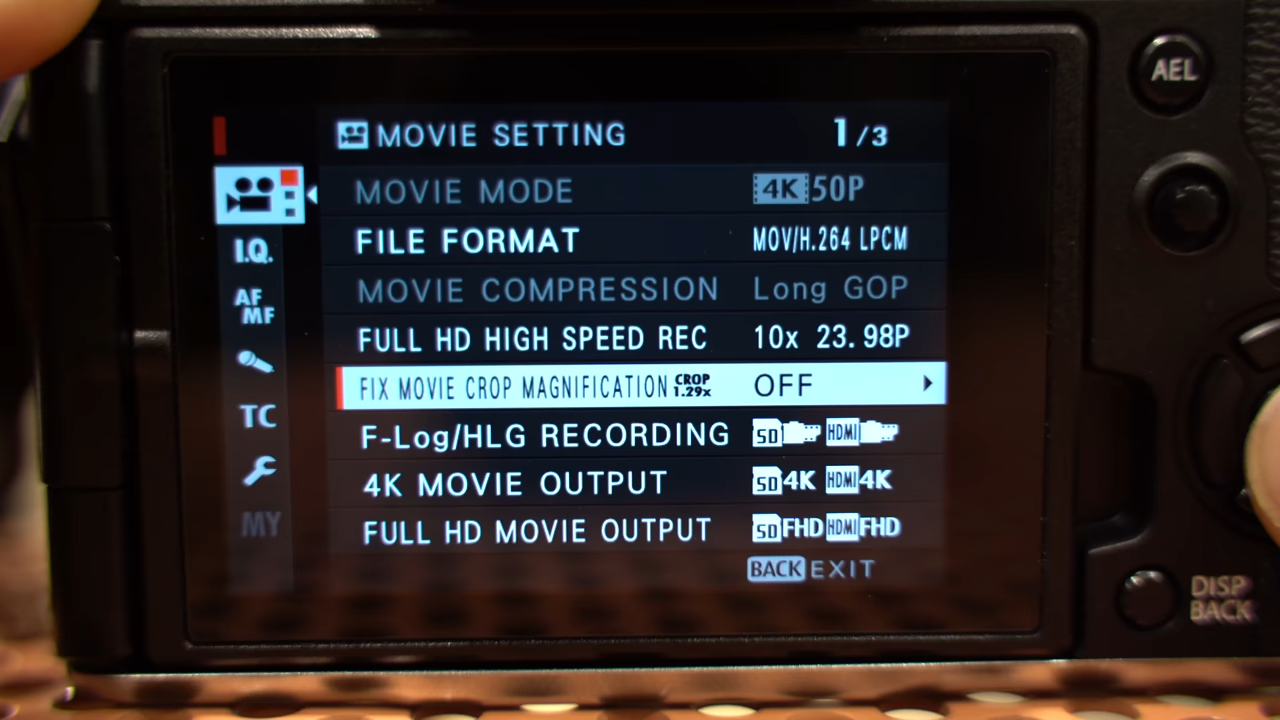 AEL
MOVIE SETTING 1/3
MOVIE MODE 4K 50P
I.Q. FILE FORMAT MOV/H.264 LPCM
AF MF MOVIE COMPRESSION Long GOP
FULL HD HIGH SPEED REC 10x 23.98P
FIX MOVIE CROP MAGNIFICATION CROP 1.29x OFF
TC F-Log/HLG RECORDING SD HDMI
4K MOVIE OUTPUT SD 4K HDMI 4K
MY FULL HD MOVIE OUTPUT SD FHD HDMI FHD
BACK EXIT
DISP
BACK